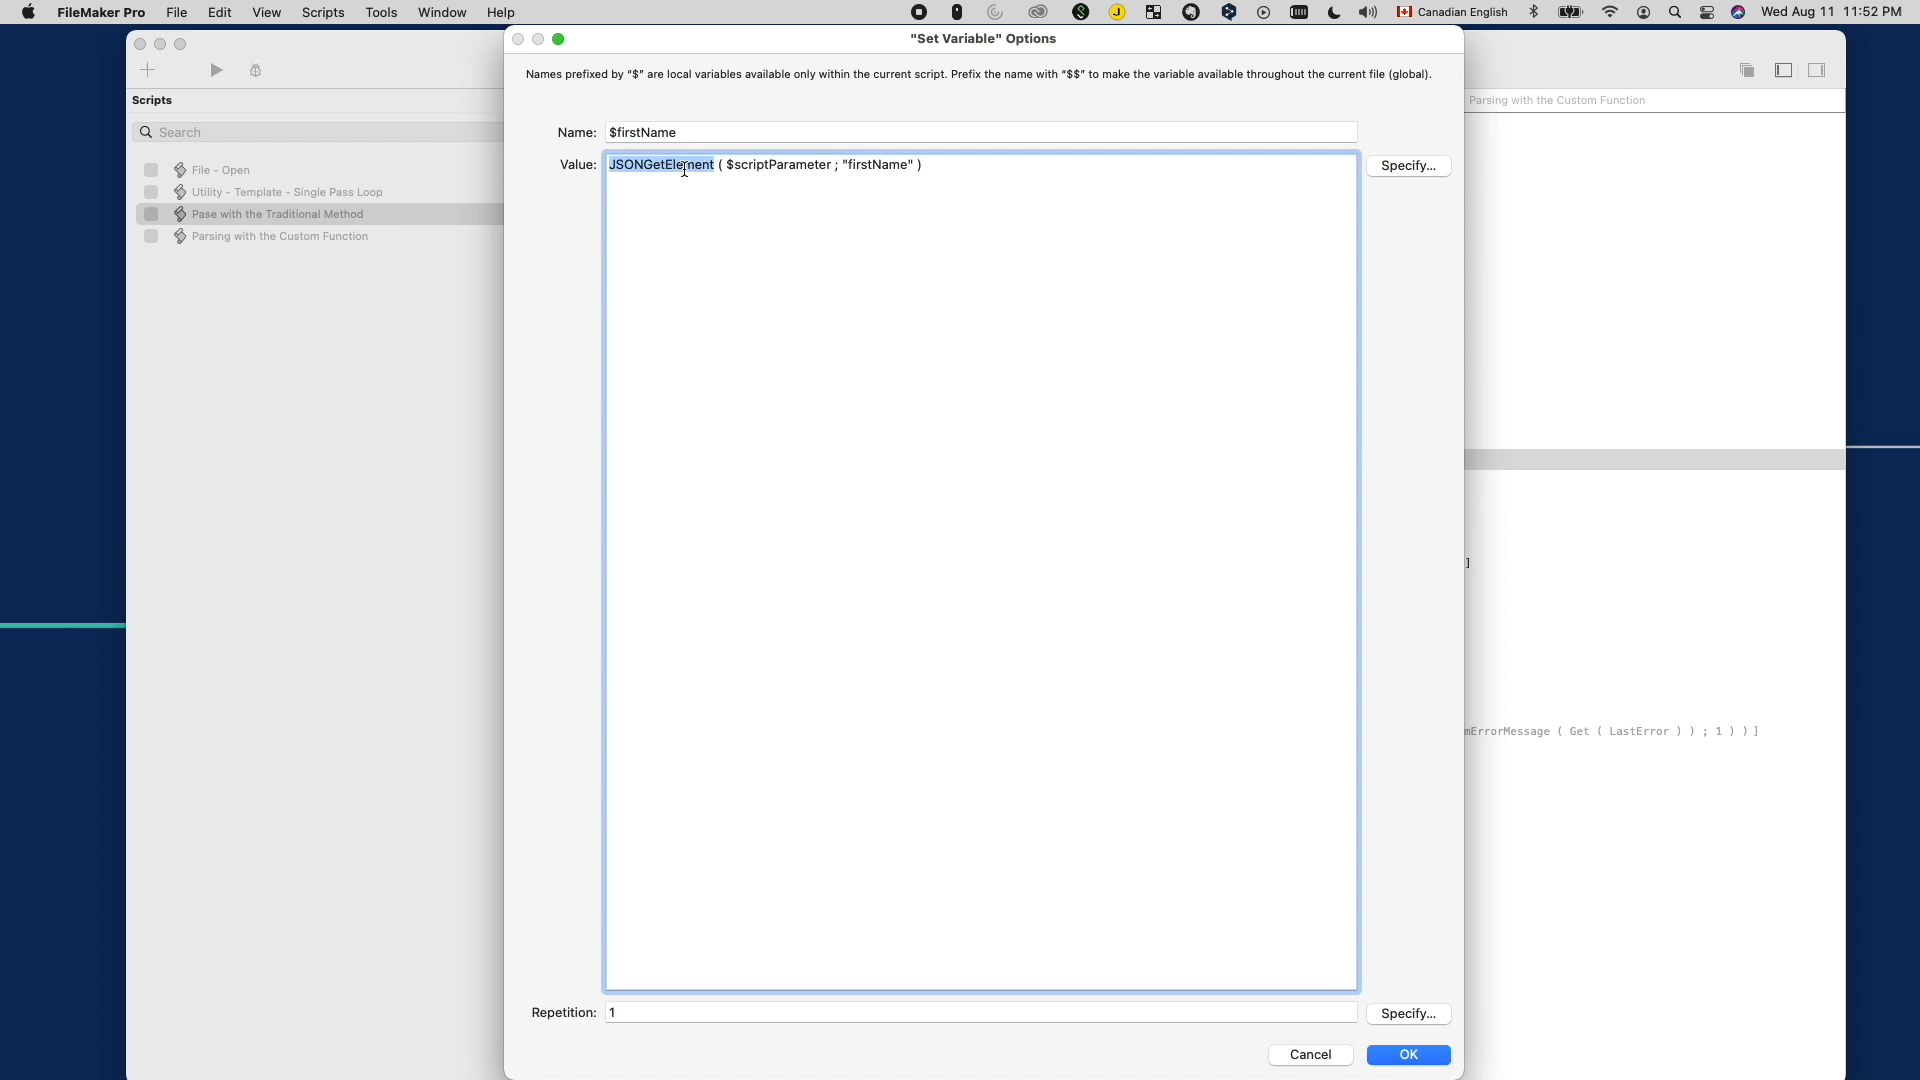 FileMaker Pro File Edit View Scripts Tools Window Help Canadian English Wed Aug 11 11:52 PM
"Set Variable" Options
Names prefixed by "$" are local variables available only within the current script. Prefix the name with "$$" to make the variable available throughout the current file (global).
Scripts
Parsing with the Custom Function
Search
Name: $firstName
Value: JSONGetElement ( $scriptParameter ; "firstName" )
Specify...
File - Open
Utility - Template - Single Pass Loop
Pase with the Traditional Method
Parsing with the Custom Function
]
mErrorMessage ( Get ( LastError ) ) ; 1 ) ) ]
Repetition: 1
Specify...
Cancel
OK